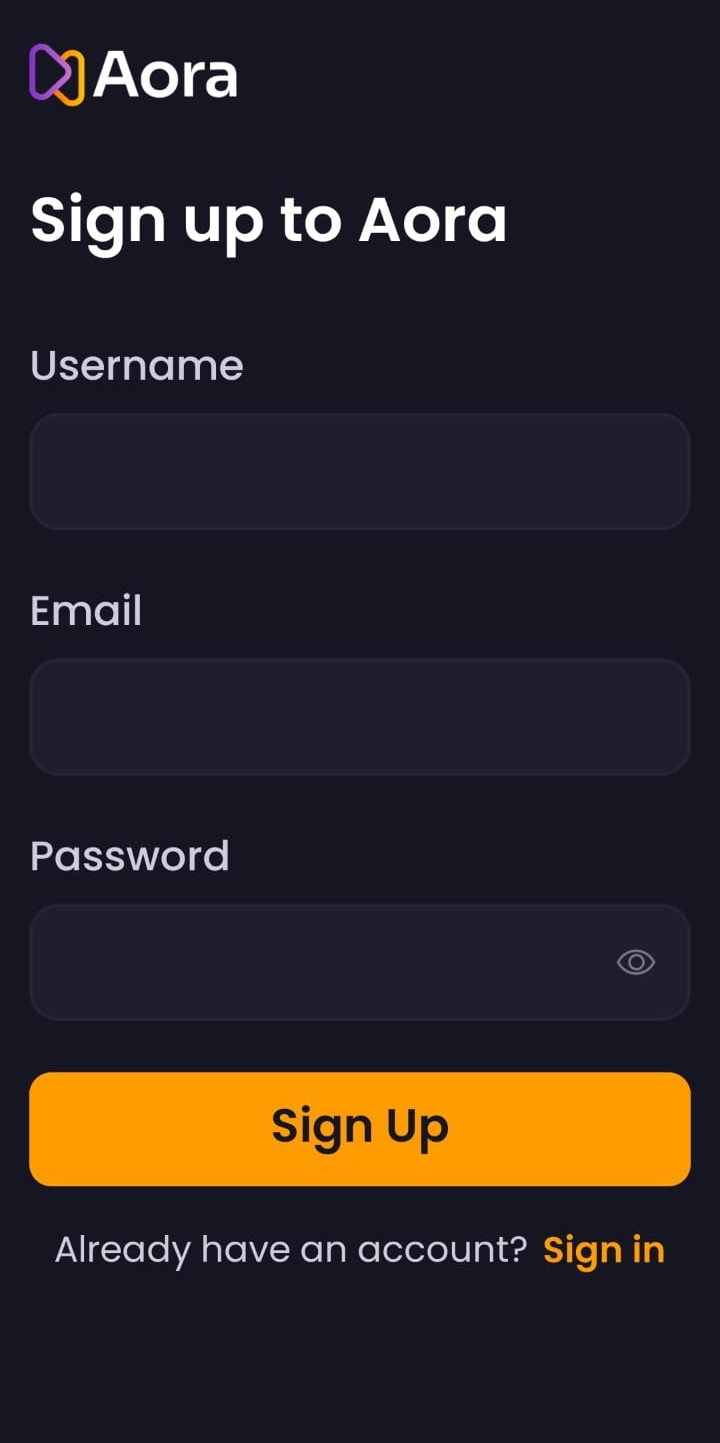 Aora
Sign up to Aora
Username
Email
Password
Sign Up
Already have an account? Sign in